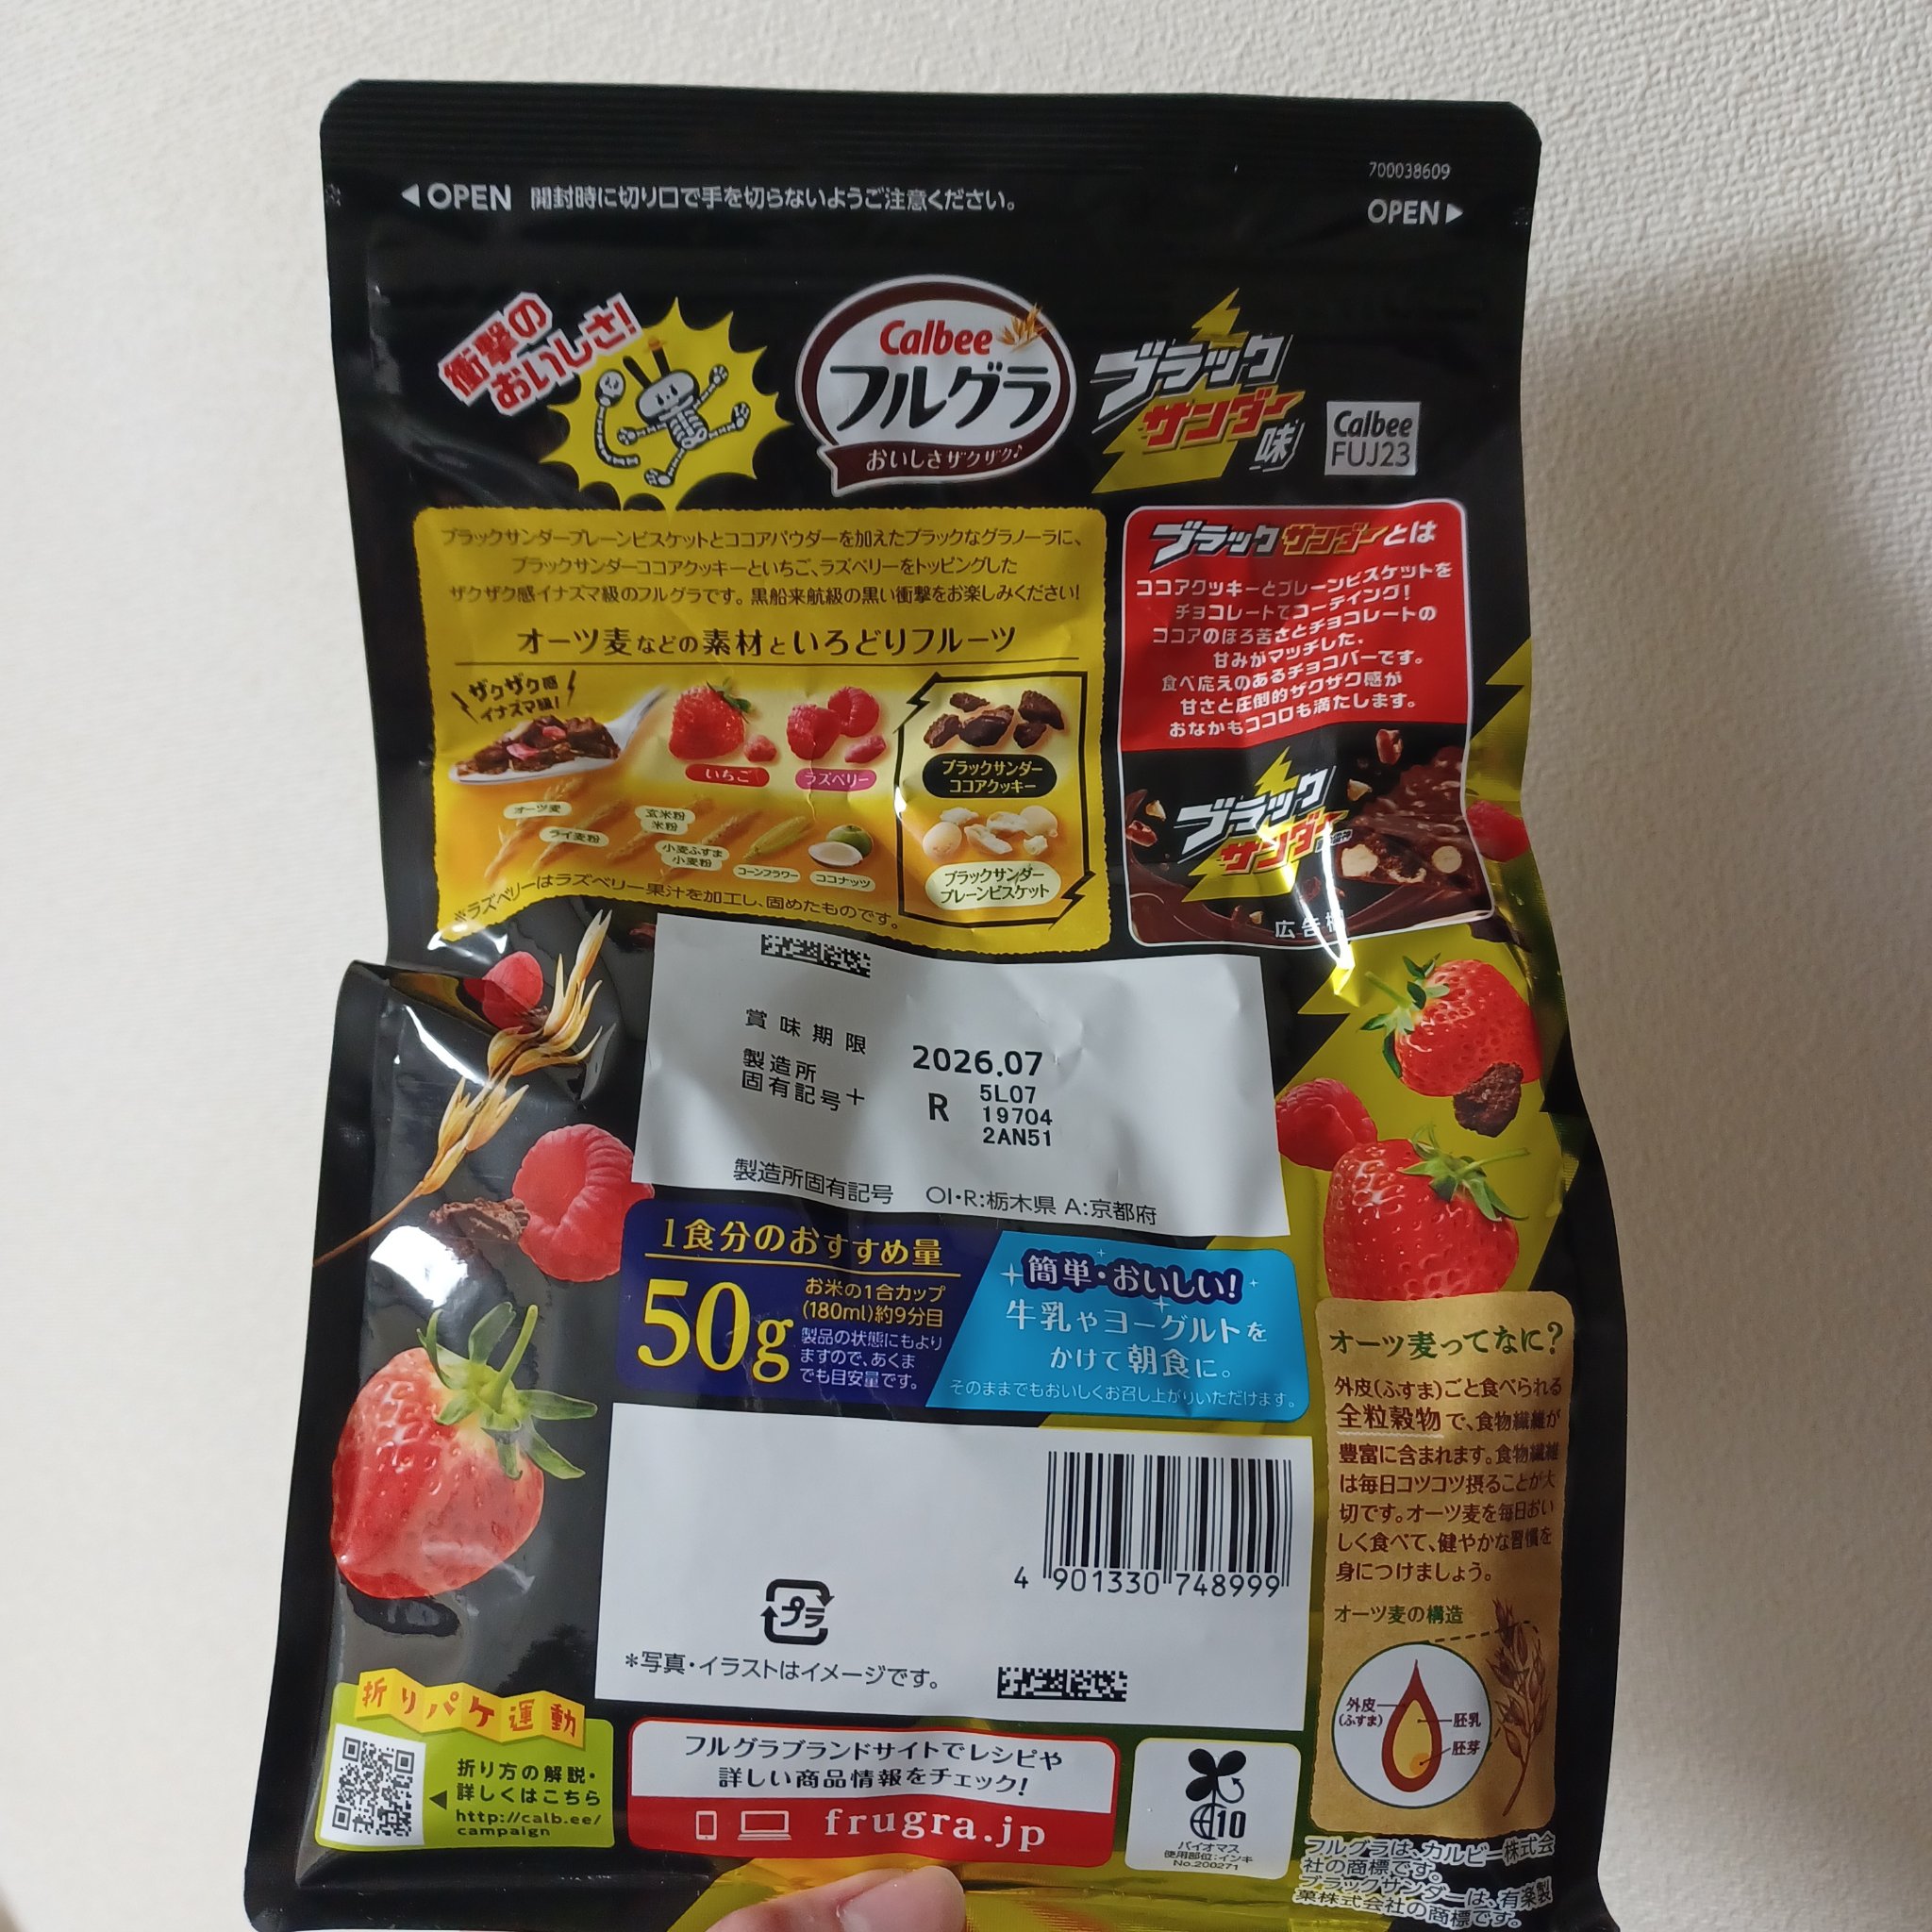 ◀OPEN 開封時に切り口で手を切らないようご注意ください。
700038609
OPEN▶
衝撃の
おいしさ!
Calbee
フルグラ
おいしさザクザク♪
ブラック
サンダー
味
Calbee
FUJ23
ブラックサンダープレーンビスケットとココアパウダーを加えたブラックなグラノーラに、
ブラックサンダーココアクッキーといちご、ラズベリーをトッピングした
ザクザク感イナズマ級のフルグラです。黒船来航級の黒い衝撃をお楽しみください!
オーツ麦などの素材といろどりフルーツ
ザクザク感
イナズマ級!
いちご
ラズベリー
ブラックサンダー
ココアクッキー
オーツ麦
ライ麦粉
玄米粉
米粉
小麦ふすま
小麦粉
コーンフラワー
ココナッツ
ブラックサンダー
プレーンビスケット
※ラズベリーはラズベリー果汁を加工し、固めたものです。
ブラックサンダーとは
ココアクッキーとプレーンビスケットを
チョコレートでコーティング!
ココアのほろ苦さとチョコレートの
甘みがマッチした、
食べ応えのあるチョコバーです。
甘さと圧倒的ザクザク感が
おなかもココロも満たします。
ブラック
サンダー
賞味期限
2026.07
製造所
固有記号+
R
5L07
19704
2AN51
製造所固有記号 OI・R:栃木県 A:京都府
1食分のおすすめ量
50g
お米の1合カップ
(180ml)約9分目
製品の状態にもより
ますので、あくま
でも目安量です。
簡単・おいしい!
牛乳やヨーグルトを
かけて朝食に。
そのままでもおいしくお召し上がりいただけます。
オーツ麦ってなに?
外皮(ふすま)ごと食べられる
全粒穀物で、食物繊維が
豊富に含まれます。食物繊維
は毎日コツコツ摂ることが大
切です。オーツ麦を毎日おい
しく食べて、健やかな習慣を
身につけましょう。
オーツ麦の構造
外皮
(ふすま)
胚乳
胚芽
4 901330 748999
プラ
*写真・イラストはイメージです。
折りパケ運動
折り方の解説・
詳しくはこちら
http://calb.ee/
campaign
フルグラブランドサイトでレシピや
詳しい商品情報をチェック!
frugra.jp
10
バイオマス
使用部位:インキ
No.200271
フルグラは、カルビー株式会
社の商標です。
ブラックサンダーは、有楽製
菓株式会社の商標です。